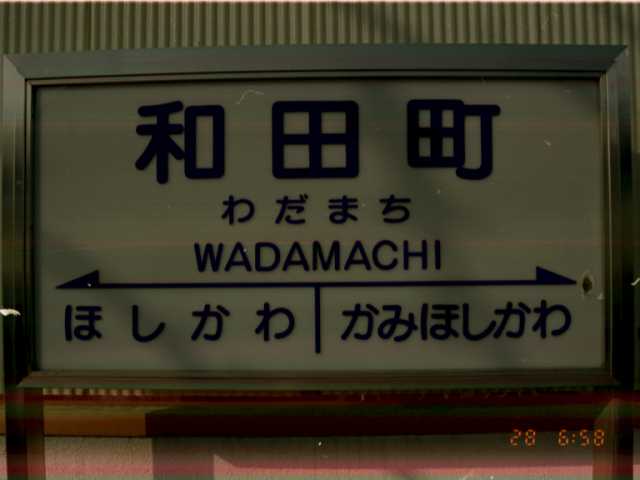 和田町
わだまち
WADAMACHI
ほしかわ かみほしかわ
28 6:58